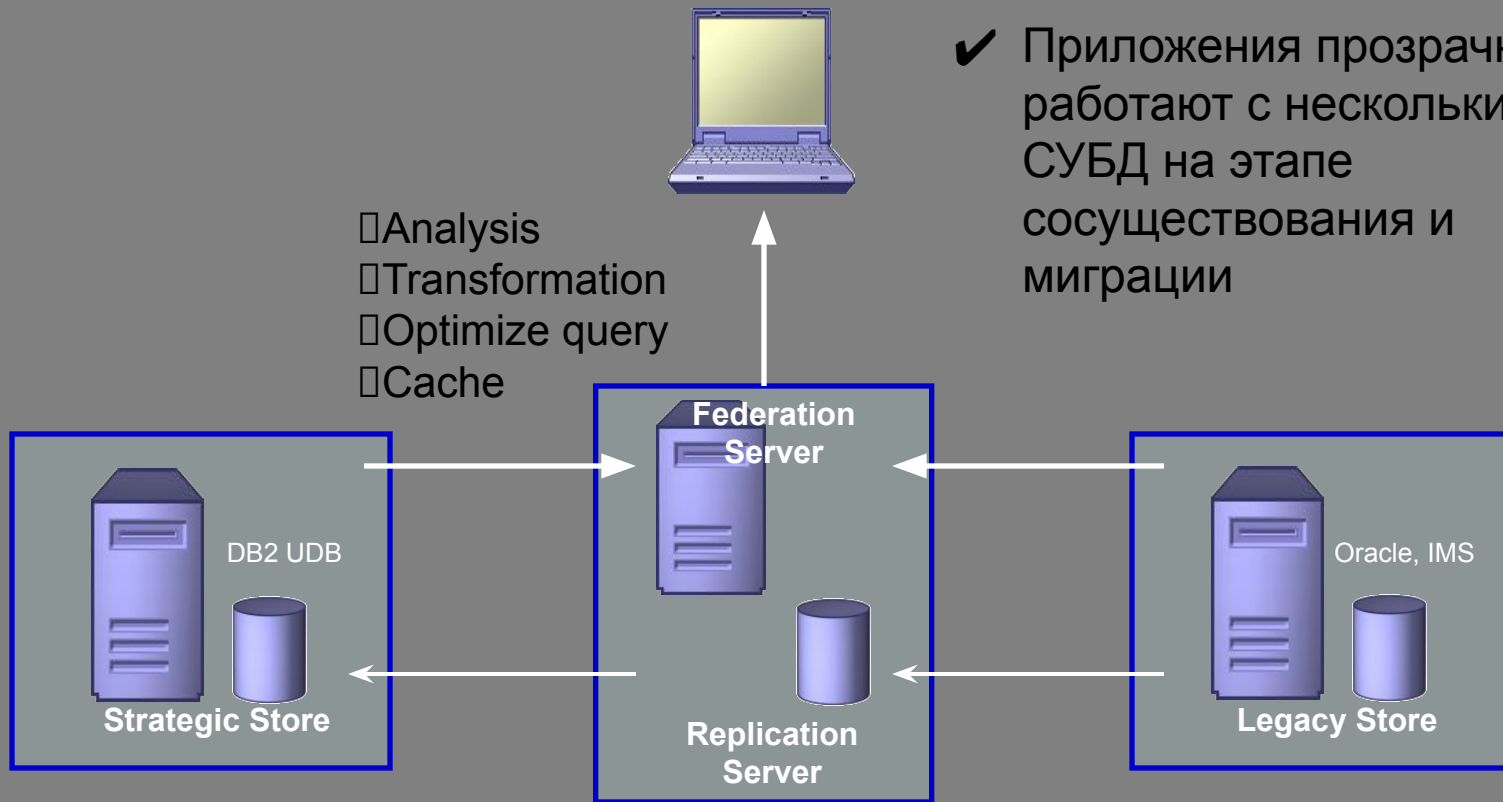 ✔ Приложения прозрачн
работают с нескольки
СУБД на этапе
сосуществования и
миграции
Analysis
Transformation
Optimize query
Cache
Federation
Server
DB2 UDB
Oracle, IMS
Strategic Store
Replication
Server
Legacy Store